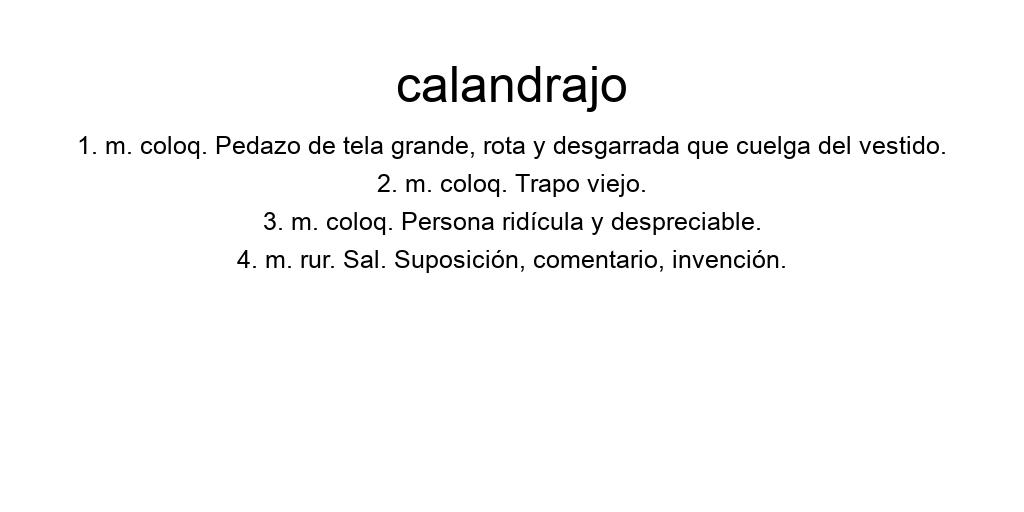 calandrajo
1. m. coloq. Pedazo de tela grande, rota y desgarrada que cuelga del vestido.
2. m. coloq. Trapo viejo.
3. m. coloq. Persona ridícula y despreciable.
4. m. rur. Sal. Suposición, comentario, invención.